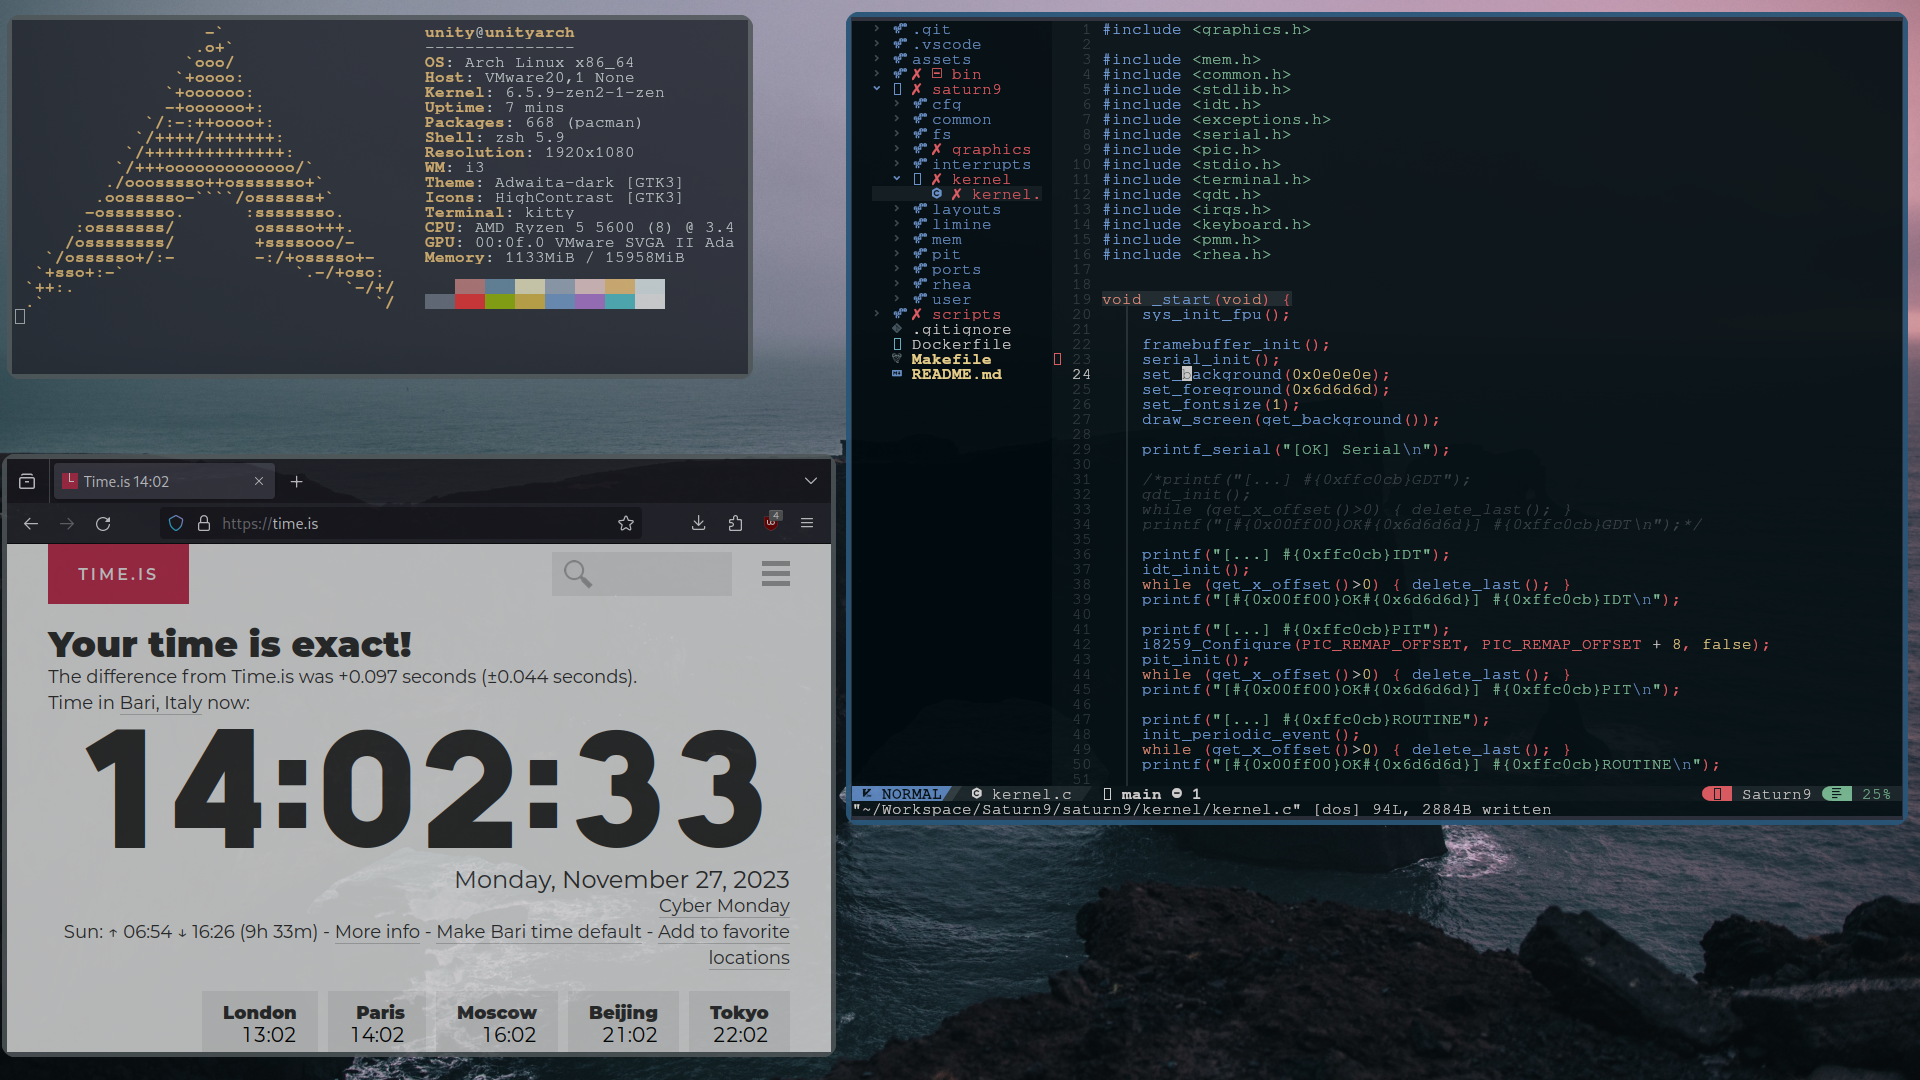 unity@unityarch
---------------
OS: Arch Linux x86_64
Host: VMware20,1 None
Kernel: 6.5.9-zen2-1-zen
Uptime: 7 mins
Packages: 668 (pacman)
Shell: zsh 5.9
Resolution: 1920x1080
WM: i3
Theme: Adwaita-dark [GTK3]
Icons: HighContrast [GTK3]
Terminal: kitty
CPU: AMD Ryzen 5 5600 (8) @ 3.4
GPU: 00:0f.0 VMware SVGA II Ada
Memory: 1133MiB / 15958MiB
Time.is 14:02
https://time.is
4
TIME.IS
Your time is exact!
The difference from Time.is was +0.097 seconds (±0.044 seconds).
Time in Bari, Italy now:
14:02:33
Monday, November 27, 2023
Cyber Monday
Sun: ↑ 06:54 ↓ 16:26 (9h 33m) - More info - Make Bari time default - Add to favorite
locations
London Paris Moscow Beijing Tokyo
13:02 14:02 16:02 21:02 22:02
.git
.vscode
assets
✗ bin
✗ saturn9
cfg
common
fs
✗ graphics
interrupts
✗ kernel
✗ kernel.
layouts
limine
mem
pit
ports
rhea
user
✗ scripts
.gitignore
Dockerfile
Makefile
README.md
1 #include <graphics.h>
2
3 #include <mem.h>
4 #include <common.h>
5 #include <stdlib.h>
6 #include <idt.h>
7 #include <exceptions.h>
8 #include <serial.h>
9 #include <pic.h>
10 #include <stdio.h>
11 #include <terminal.h>
12 #include <gdt.h>
13 #include <irqs.h>
14 #include <keyboard.h>
15 #include <pmm.h>
16 #include <rhea.h>
17
18
19 void _start(void) {
20 sys_init_fpu();
21
22 framebuffer_init();
23 serial_init();
24 set_background(0x0e0e0e);
25 set_foreground(0x6d6d6d);
26 set_fontsize(1);
27 draw_screen(get_background());
28
29 printf_serial("[OK] Serial\n");
30
31 /*printf("[...] #{0xffc0cb}GDT");
32 gdt_init();
33 while (get_x_offset()>0) { delete_last(); }
34 printf("[#{0x00ff00}OK#{0x6d6d6d}] #{0xffc0cb}GDT\n");*/
35
36 printf("[...] #{0xffc0cb}IDT");
37 idt_init();
38 while (get_x_offset()>0) { delete_last(); }
39 printf("[#{0x00ff00}OK#{0x6d6d6d}] #{0xffc0cb}IDT\n");
40
41 printf("[...] #{0xffc0cb}PIT");
42 i8259_Configure(PIC_REMAP_OFFSET, PIC_REMAP_OFFSET + 8, false);
43 pit_init();
44 while (get_x_offset()>0) { delete_last(); }
45 printf("[#{0x00ff00}OK#{0x6d6d6d}] #{0xffc0cb}PIT\n");
46
47 printf("[...] #{0xffc0cb}ROUTINE");
48 init_periodic_event();
49 while (get_x_offset()>0) { delete_last(); }
50 printf("[#{0x00ff00}OK#{0x6d6d6d}] #{0xffc0cb}ROUTINE\n");
51
NORMAL kernel.c main 1 Saturn9 25%
"~/Workspace/Saturn9/saturn9/kernel/kernel.c" [dos] 94L, 2884B written